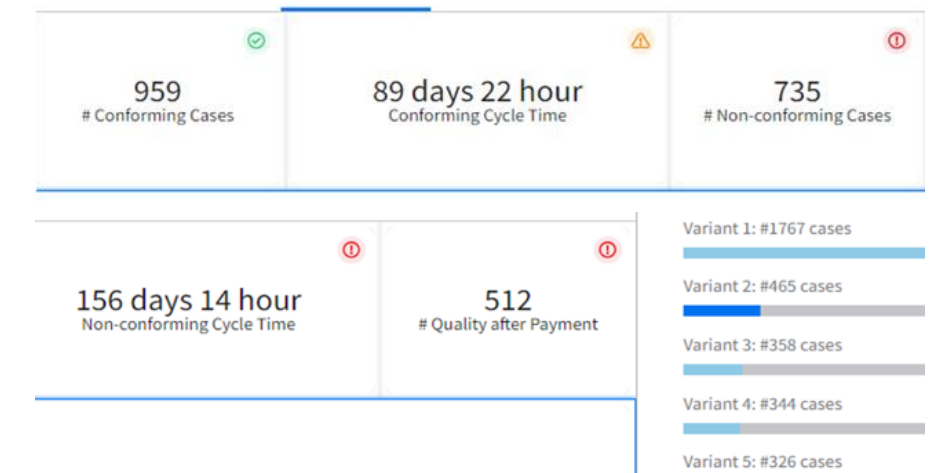 959
# Conforming Cases
89 days 22 hour
Conforming Cycle Time
735
# Non-conforming Cases
156 days 14 hour
Non-conforming Cycle Time
512
# Quality after Payment
Variant 1: #1767 cases
Variant 2: #465 cases
Variant 3: #358 cases
Variant 4: #344 cases
Variant 5: #326 cases